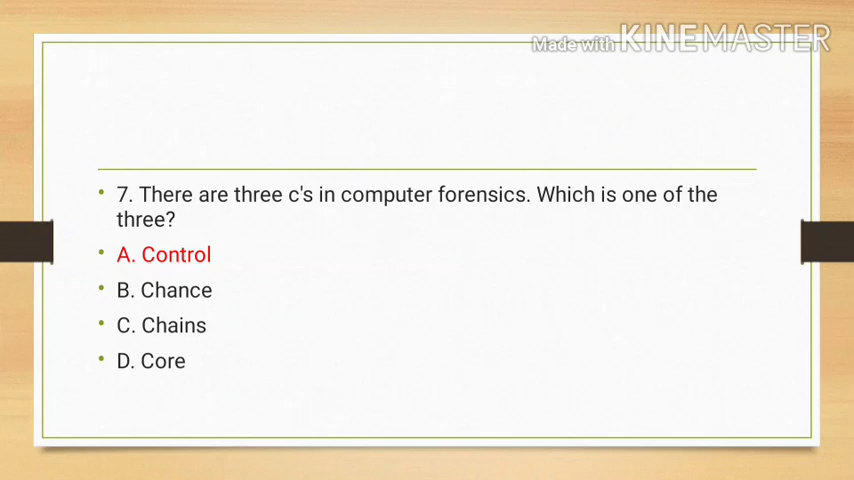 Made with KINEMASTER
7. There are three c's in computer forensics. Which is one of the
three?
A. Control
B. Chance
C. Chains
D. Core